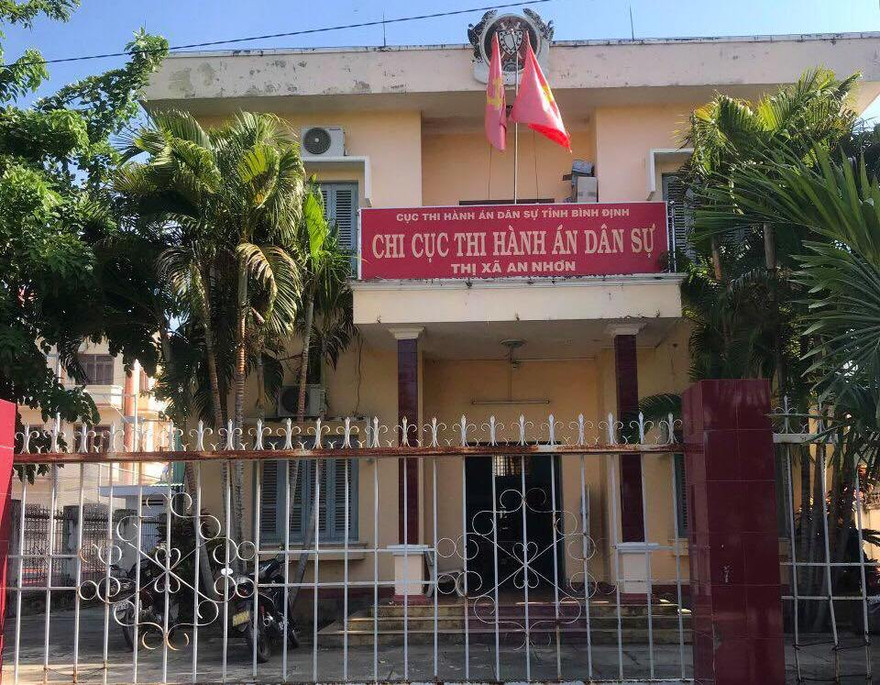 CỤC THI HÀNH ÁN DÂN SỰ TỈNH BÌNH ĐỊNH
CHI CỤC THI HÀNH ÁN DÂN SỰ
THỊ XÃ AN NHƠN